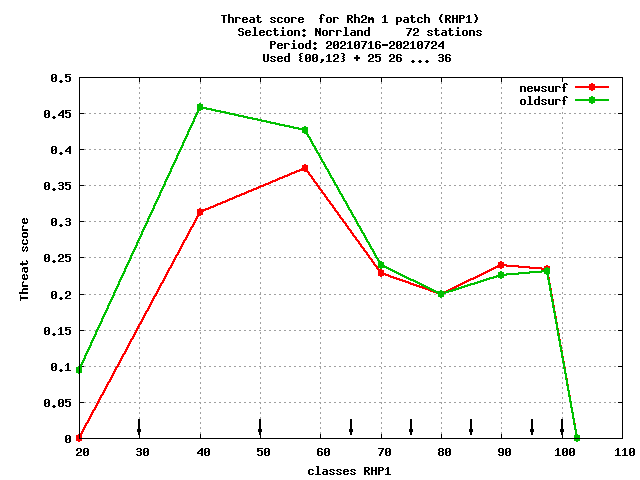 Threat score  for Rh2m 1 patch (RHP1)
Selection: Norrland     72 stations
Period: 20210716-20210724
Used {00,12} + 25 26 ... 36
newsurf
oldsurf
0.5
0.45
0.4
0.35
0.3
0.25
0.2
0.15
0.1
0.05
0
Threat score
20 30 40 50 60 70 80 90 100 110
classes RHP1